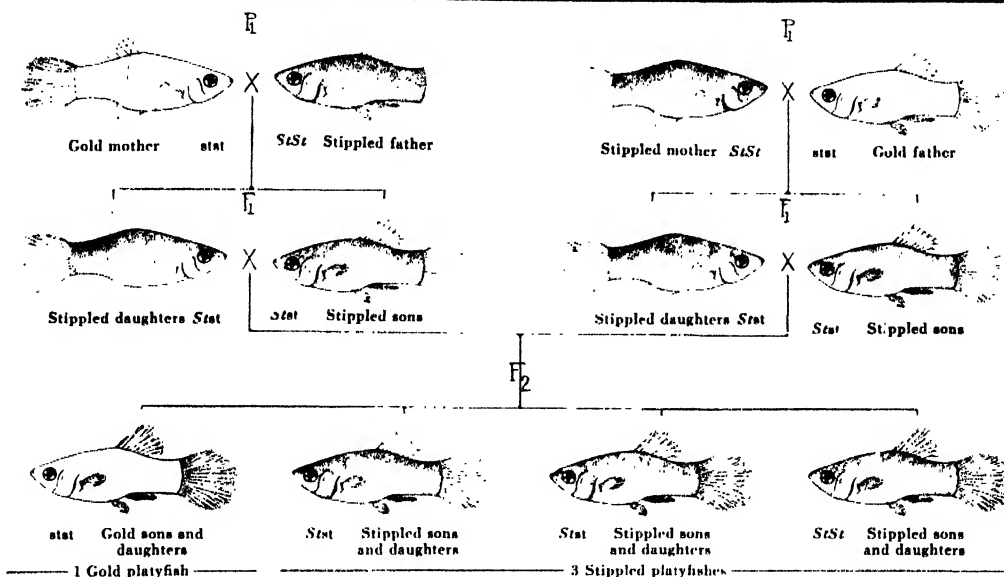 P₁ P₁
X X
Gold mother stst StSt Stippled father Stippled mother StSt stst Gold father
F₁ F₁
X X
Stippled daughters Stst Stst Stippled sons Stippled daughters Stst Stst Stippled sons
F₂
stst Gold sons and daughters
Stst Stippled sons and daughters
Stst Stippled sons and daughters
StSt Stippled sons and daughters
1 Gold platyfish 3 Stippled platyfishes